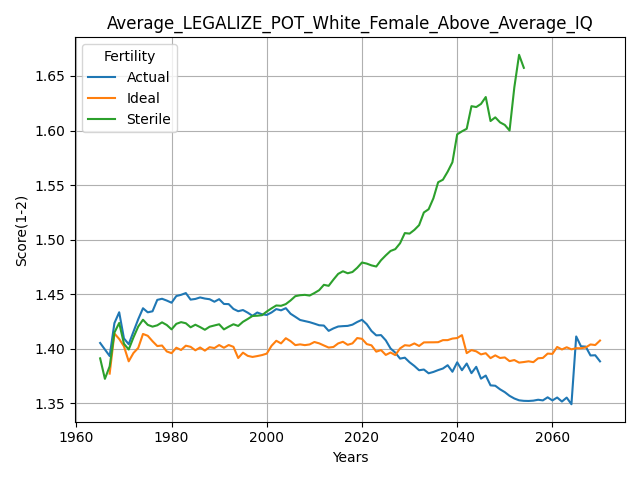 Average_LEGALIZE_POT_White_Female_Above_Average_IQ
Fertility
Actual
Ideal
Sterile
Score(1-2)
1.65
1.60
1.55
1.50
1.45
1.40
1.35
1960 1980 2000 2020 2040 2060
Years